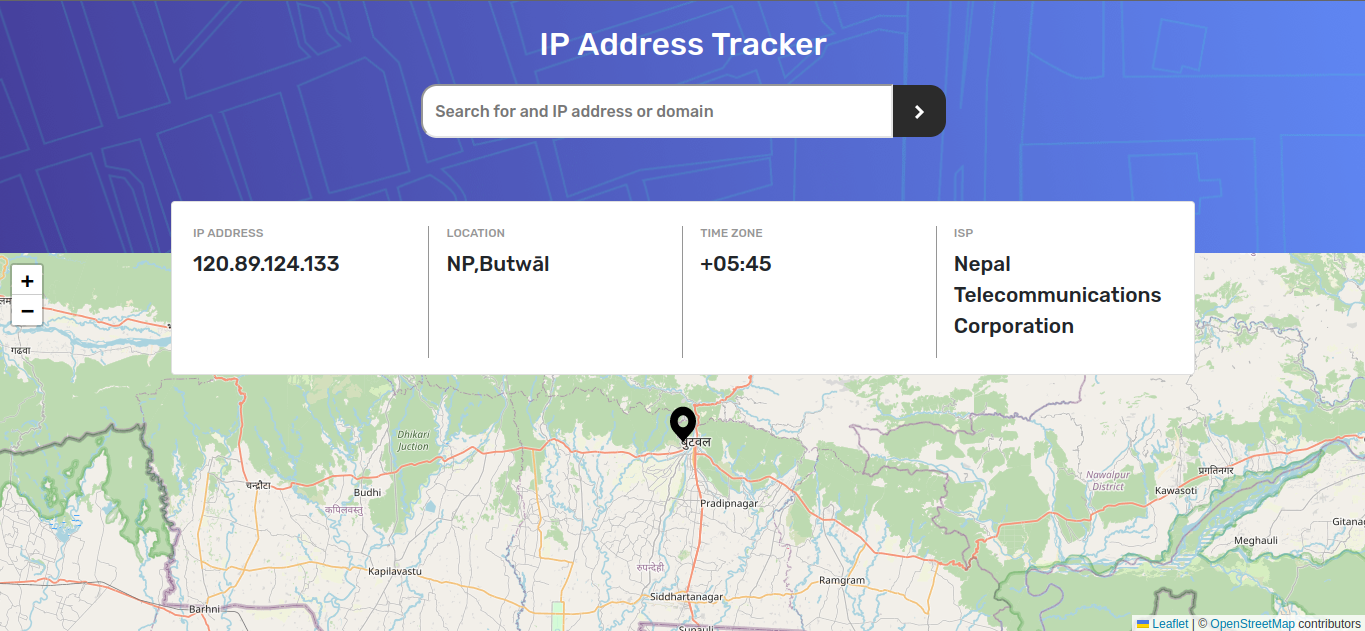 IP Address Tracker
Search for and IP address or domain
IP ADDRESS
120.89.124.133
LOCATION
NP,Butwāl
TIME ZONE
+05:45
ISP
Nepal
Telecommunications
Corporation
+
−
गढवा
Dhikari
Juction
बुटवल
चन्द्रौटा
Budhi
कपिलवस्तु
Pradipnagar
Nawalpur
District
प्रगतिनगर
Kawasoti
Meghauli
Kapilavastu
रुपन्देही
Ramgram
Siddhartanagar
Barhni
Sunauli
Leaflet | © OpenStreetMap contributors